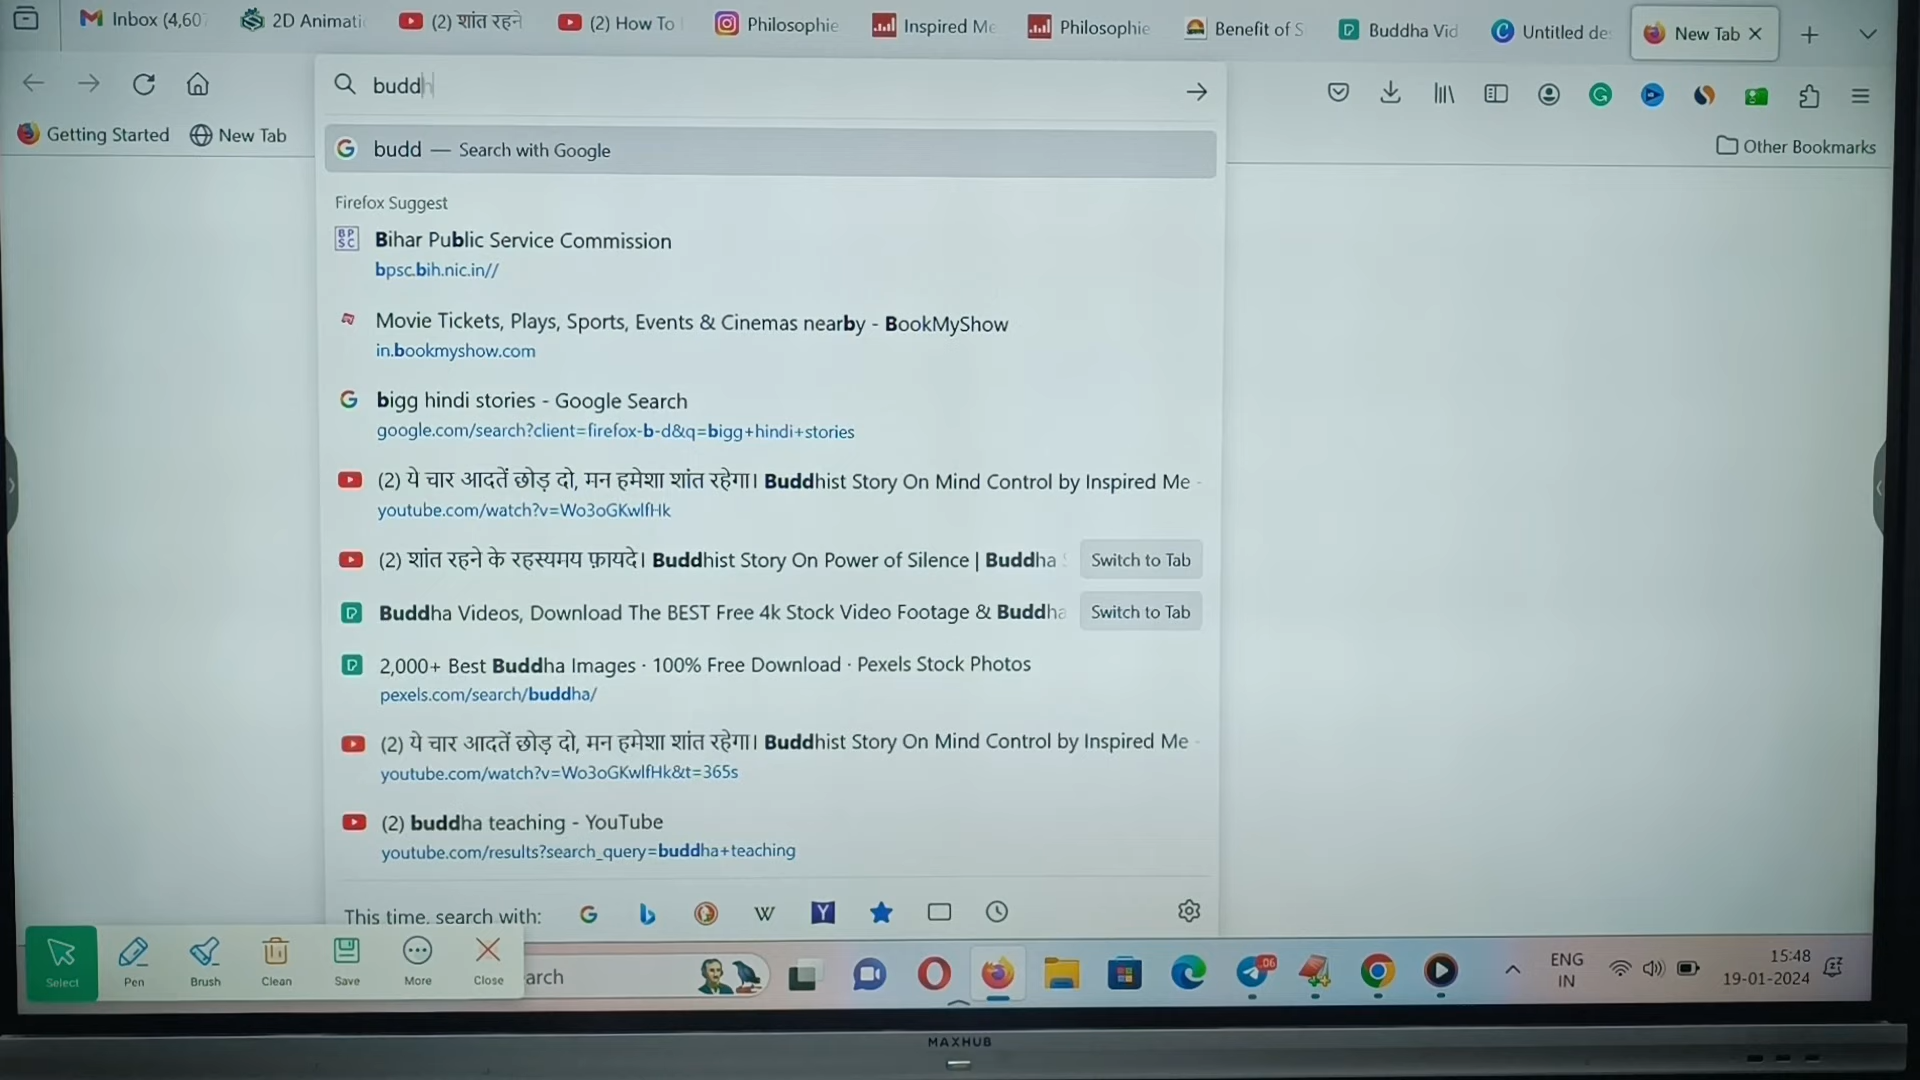 Inbox (4,607
2D Animati
(2) शांत रहने
(2) How To
Philosophie
Inspired Me
Philosophie
Benefit of S
Buddha Vid
Untitled de
New Tab
buddh
Getting Started
New Tab
Other Bookmarks
budd — Search with Google
Firefox Suggest
BPSC
Bihar Public Service Commission
bpsc.bih.nic.in//
Movie Tickets, Plays, Sports, Events & Cinemas nearby - BookMyShow
in.bookmyshow.com
bigg hindi stories - Google Search
google.com/search?client=firefox-b-d&q=bigg+hindi+stories
(2) ये चार आदतें छोड़ दो, मन हमेशा शांत रहेगा। Buddhist Story On Mind Control by Inspired Me -
youtube.com/watch?v=Wo3oGKwlfHk
(2) शांत रहने के रहस्यमय फ़ायदे। Buddhist Story On Power of Silence | Buddha S
Switch to Tab
Buddha Videos, Download The BEST Free 4k Stock Video Footage & Buddha
Switch to Tab
2,000+ Best Buddha Images · 100% Free Download · Pexels Stock Photos
pexels.com/search/buddha/
(2) ये चार आदतें छोड़ दो, मन हमेशा शांत रहेगा। Buddhist Story On Mind Control by Inspired Me -
youtube.com/watch?v=Wo3oGKwlfHk&t=365s
(2) buddha teaching - YouTube
youtube.com/results?search_query=buddha+teaching
This time, search with:
Select
Pen
Brush
Clean
Save
More
Close
arch
06
ENG
IN
15:48
19-01-2024
MAXHUB